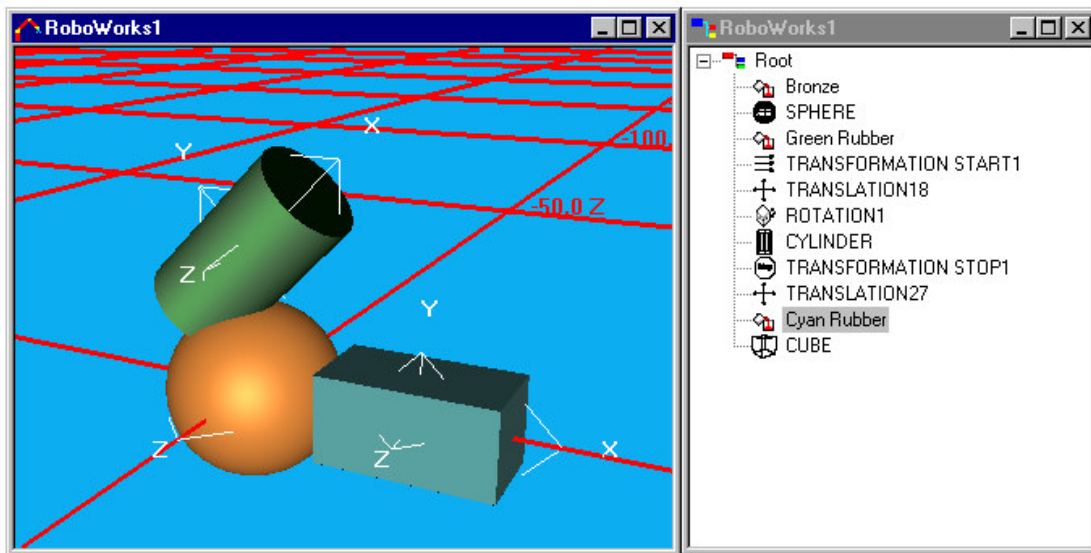 RoboWorks1
X
-100.
Y
-50.0 Z
Z
Y
Z
Z
X
RoboWorks1
Root
Bronze
SPHERE
Green Rubber
TRANSFORMATION START1
TRANSLATION18
ROTATION1
CYLINDER
TRANSFORMATION STOP1
TRANSLATION27
Cyan Rubber
CUBE